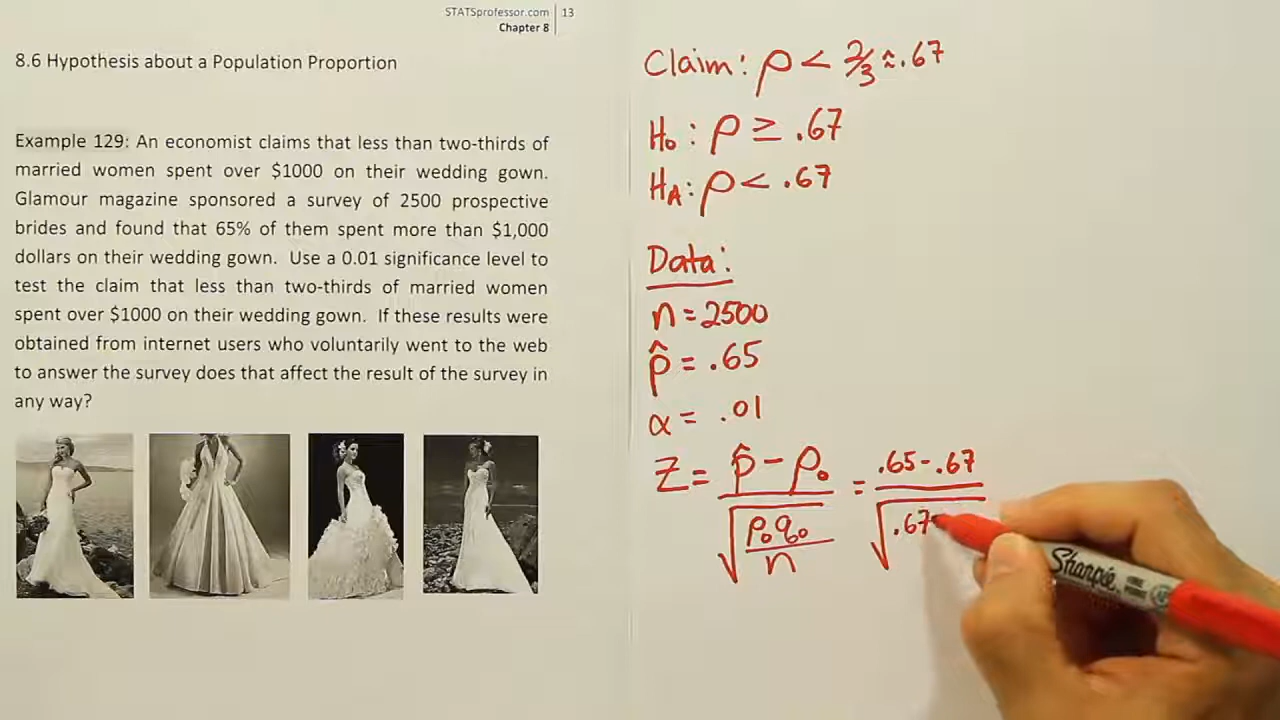 STATSprofessor.com 13
Chapter 8
8.6 Hypothesis about a Population Proportion
Example 129: An economist claims that less than two-thirds of
married women spent over $1000 on their wedding gown.
Glamour magazine sponsored a survey of 2500 prospective
brides and found that 65% of them spent more than $1,000
dollars on their wedding gown. Use a 0.01 significance level to
test the claim that less than two-thirds of married women
spent over $1000 on their wedding gown. If these results were
obtained from internet users who voluntarily went to the web
to answer the survey does that affect the result of the survey in
any way?
Claim: p < 2/3 ≈ .67
H₀: p ≥ .67
H_A: p < .67
Data:
n = 2500
p̂ = .65
α = .01
Z = (p̂ - p₀) / √(p₀q₀ / n) = (.65 - .67) / √(.67
Sharpie